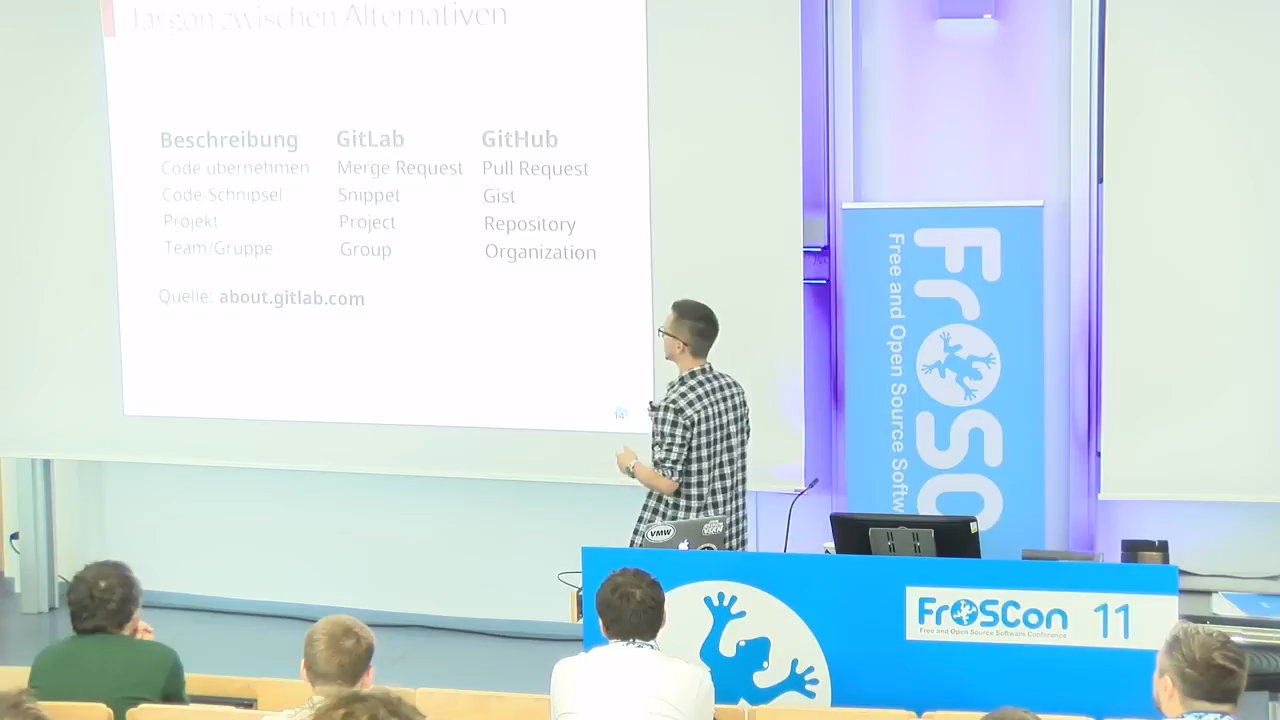 Jargon zwischen Alternativen
Beschreibung GitLab GitHub
Code übernehmen Merge Request Pull Request
Code-Schnipsel Snippet Gist
Projekt Project Repository
Team/Gruppe Group Organization
Quelle: about.gitlab.com
14
FrOSC
Free and Open Source Softw
VMW
FrOSCon 11
Free and Open Source Software Conference